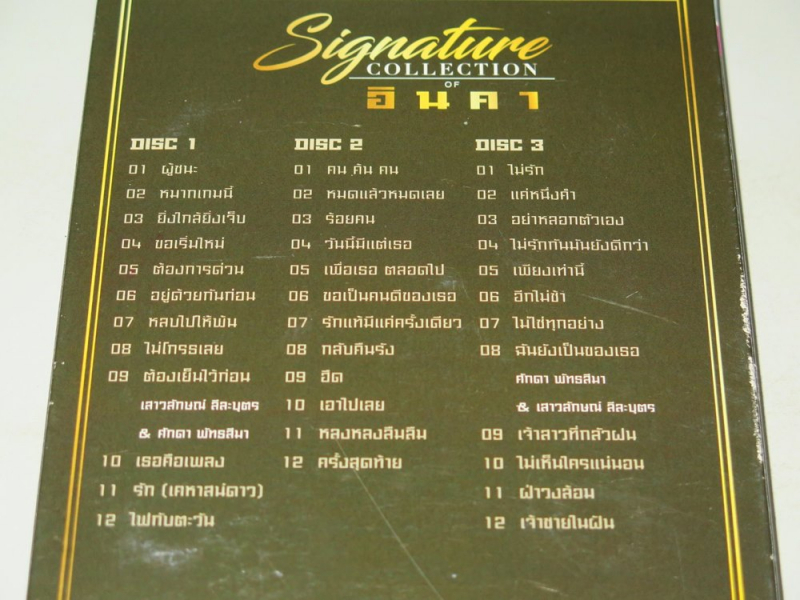 Signature
COLLECTION
OF
อินคา
DISC 1
01 ผู้ชนะ
02 หมากเกมนี้
03 ยิ่งใกล้ยิ่งเจ็บ
04 ขอเริ่มใหม่
05 ต้องการด่วน
06 อยู่ด้วยกันก่อน
07 หลบไปให้พ้น
08 ไม่โกรธเลย
09 ต้องเย็นไว้ก่อน
เสาวลักษณ์ ลีละบุตร
& ศักดา พัทธสีมา
10 เธอคือเพลง
11 รัก (เคหาสน์ดาว)
12 ไฟกับตะวัน
DISC 2
01 คน ค้น คน
02 หมดแล้วหมดเลย
03 ร้อยคน
04 วันนี้มีแต่เธอ
05 เพื่อเธอ ตลอดไป
06 ขอเป็นคนดีของเธอ
07 รักแท้มีแค่ครั้งเดียว
08 กลับคืนรัง
09 ฮึด
10 เอาไปเลย
11 หลงหลงลืมลืม
12 ครั้งสุดท้าย
DISC 3
01 ไม่รัก
02 แค่หนึ่งคำ
03 อย่าหลอกตัวเอง
04 ไม่รักกันมันยังดีกว่า
05 เพียงเท่านี้
06 อีกไม่ช้า
07 ไม่ใช่ทุกอย่าง
08 ฉันยังเป็นของเธอ
ศักดา พัทธสีมา
& เสาวลักษณ์ ลีละบุตร
09 เจ้าสาวที่กลัวฝน
10 ไม่เห็นใครแน่นอน
11 ฝ่าวงล้อม
12 เจ้าชายในฝัน